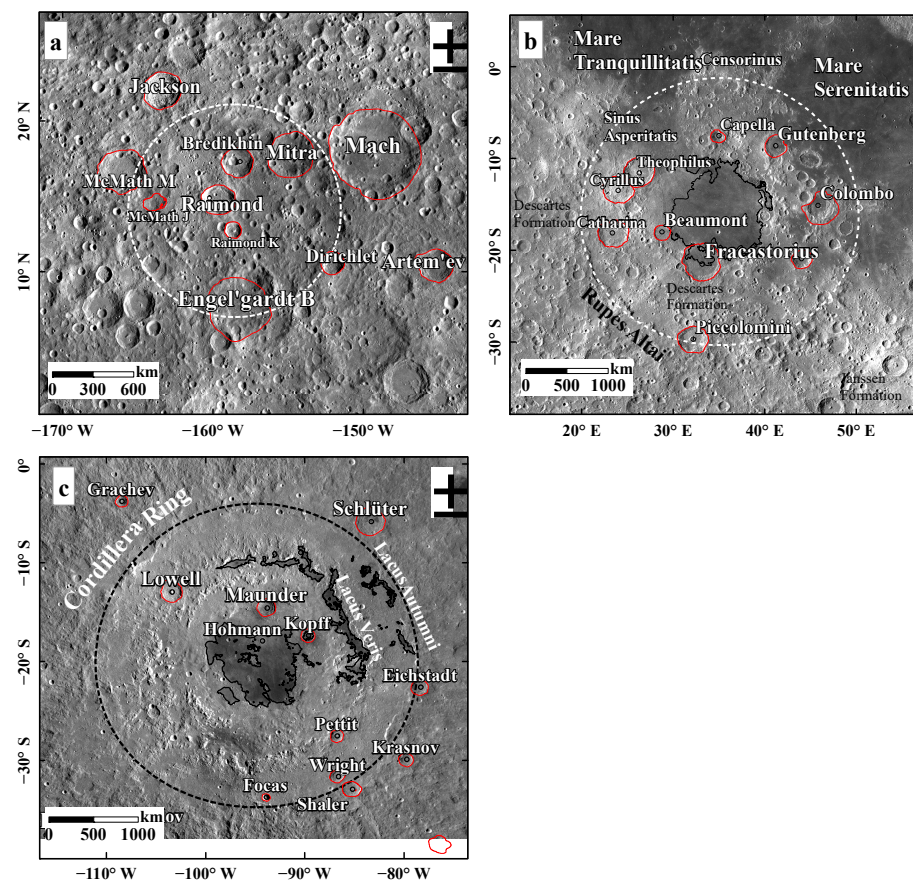 a
Jackson
20° N
Bredikhin
Mitra
Mach
McMath M
McMath J
Raimond
Raimond K
Dirichlet
Artem'ev
10° N
Engel'gardt B
km
0 300 600
−170° W
−160° W
−150° W
b
Mare
Tranquillitatis
Censorinus
0°
Mare
Serenitatis
Sinus
Asperitatis
Capella
Gutenberg
−10° S
Theophilus
Cyrillus
Colombo
Descartes
Formation
Catharina
Beaumont
−20° S
Fracastorius
Descartes
Formation
Rupes Altai
Piccolomini
−30° S
km
0 500 1000
Janssen
Formation
20° E
30° E
40° E
50° E
c
0°
Grachev
Cordillera Ring
Schlüter
−10° S
Lacus Autumni
Lowell
Maunder
Lacus Veris
Hohmann
Kopff
−20° S
Eichstadt
Pettit
Krasnov
−30° S
Wright
Focas
Shaler
km ov
0 500 1000
−110° W
−100° W
−90° W
−80° W